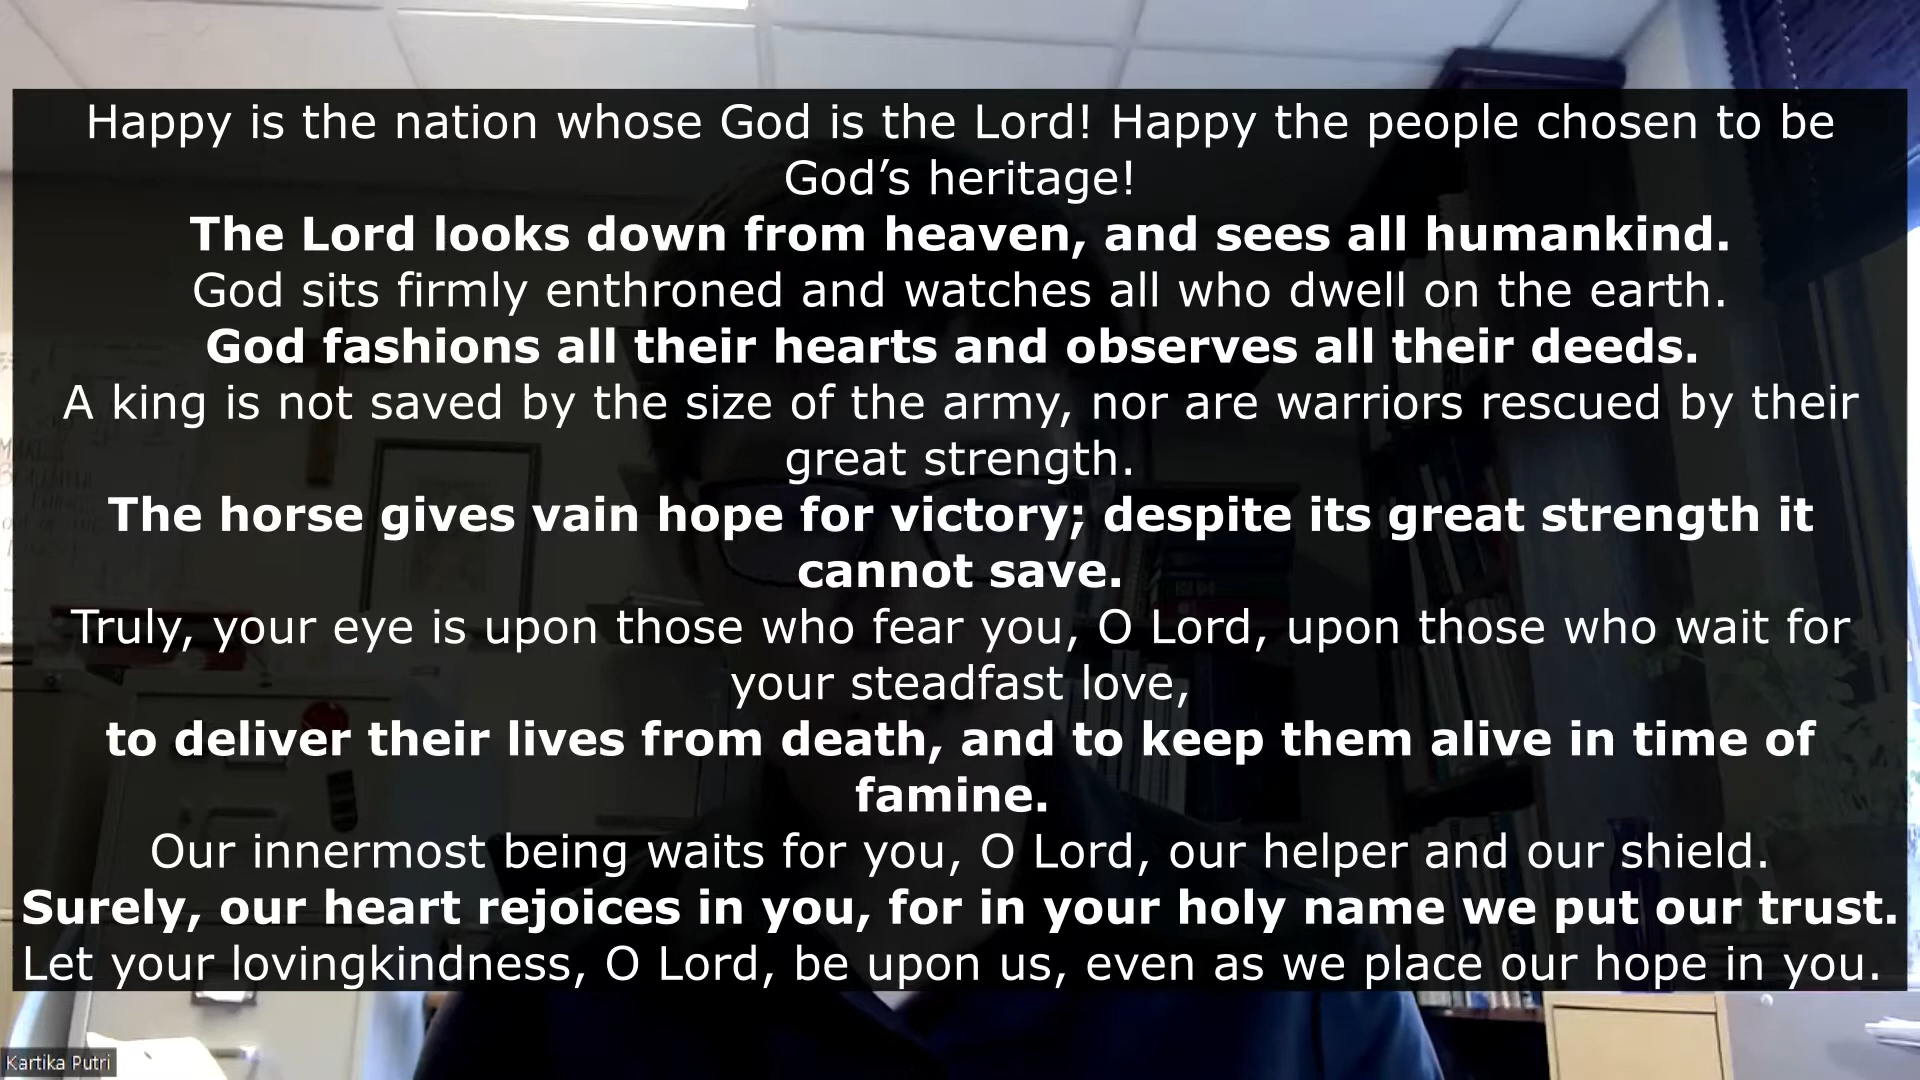 Happy is the nation whose God is the Lord! Happy the people chosen to be
God’s heritage!
The Lord looks down from heaven, and sees all humankind.
God sits firmly enthroned and watches all who dwell on the earth.
God fashions all their hearts and observes all their deeds.
A king is not saved by the size of the army, nor are warriors rescued by their
great strength.
The horse gives vain hope for victory; despite its great strength it
cannot save.
Truly, your eye is upon those who fear you, O Lord, upon those who wait for
your steadfast love,
to deliver their lives from death, and to keep them alive in time of
famine.
Our innermost being waits for you, O Lord, our helper and our shield.
Surely, our heart rejoices in you, for in your holy name we put our trust.
Let your lovingkindness, O Lord, be upon us, even as we place our hope in you.
Kartika Putri